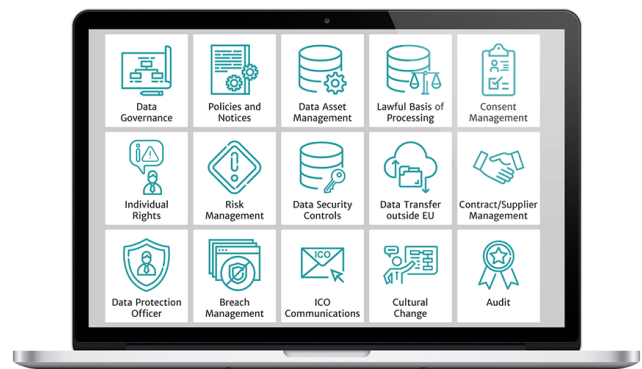 Data
Governance
Policies and
Notices
Data Asset
Management
Lawful Basis of
Processing
Consent
Management
Individual
Rights
Risk
Management
Data Security
Controls
Data Transfer
outside EU
Contract/Supplier
Management
Data Protection
Officer
Breach
Management
ICO
ICO
Communications
Cultural
Change
Audit